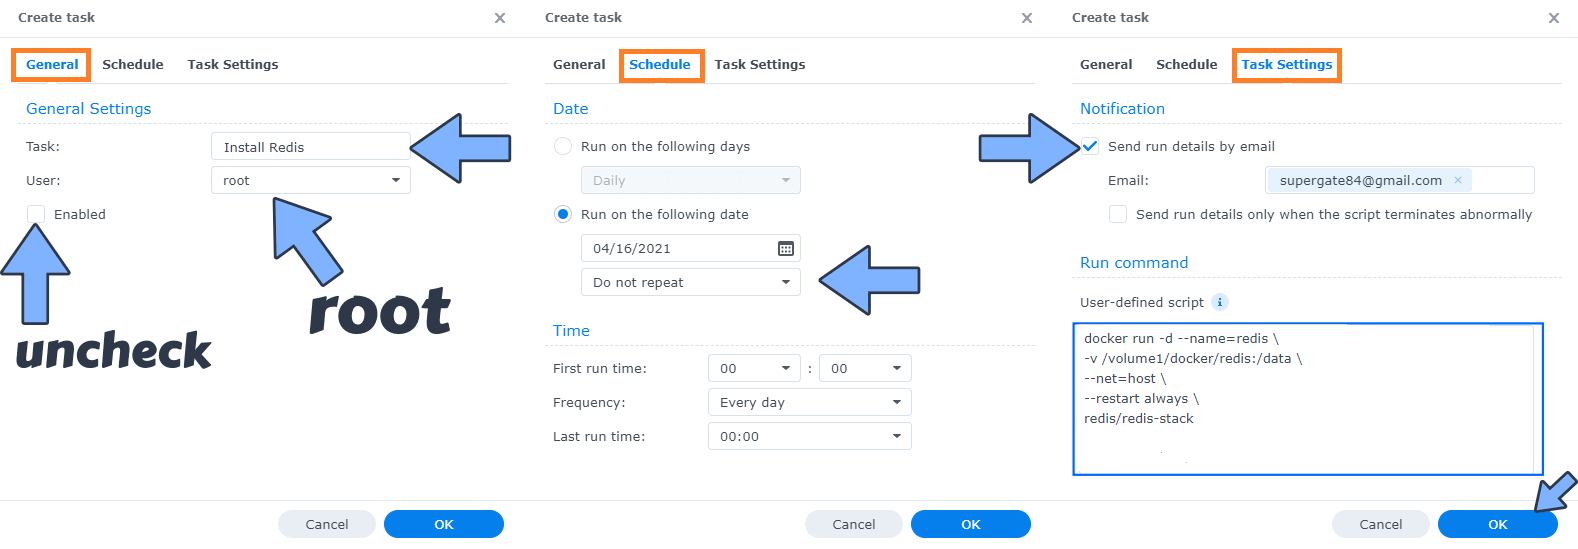 Create task
General Schedule Task Settings
General Settings
Task: Install Redis
User: root
Enabled
root
uncheck
Cancel OK
Create task
General Schedule Task Settings
Date
Run on the following days
Daily
Run on the following date
04/16/2021
Do not repeat
Time
First run time: 00 : 00
Frequency: Every day
Last run time: 00:00
Cancel OK
Create task
General Schedule Task Settings
Notification
Send run details by email
Email: supergate84@gmail.com ×
Send run details only when the script terminates abnormally
Run command
User-defined script i
docker run -d --name=redis \
-v /volume1/docker/redis:/data \
--net=host \
--restart always \
redis/redis-stack
Cancel OK